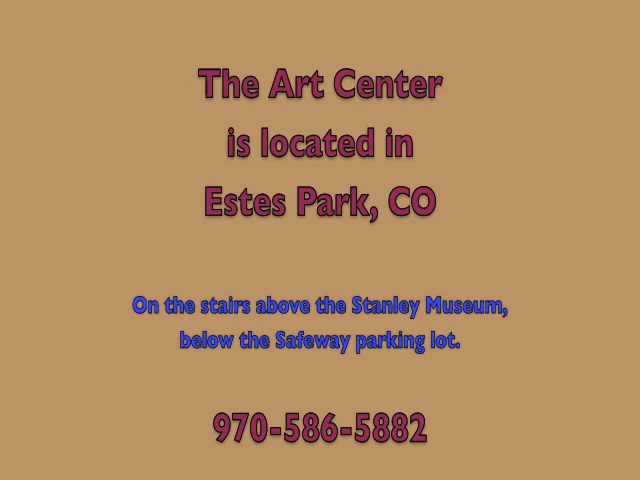 The Art Center
is located in
Estes Park, CO
On the stairs above the Stanley Museum,
below the Safeway parking lot.
970-586-5882